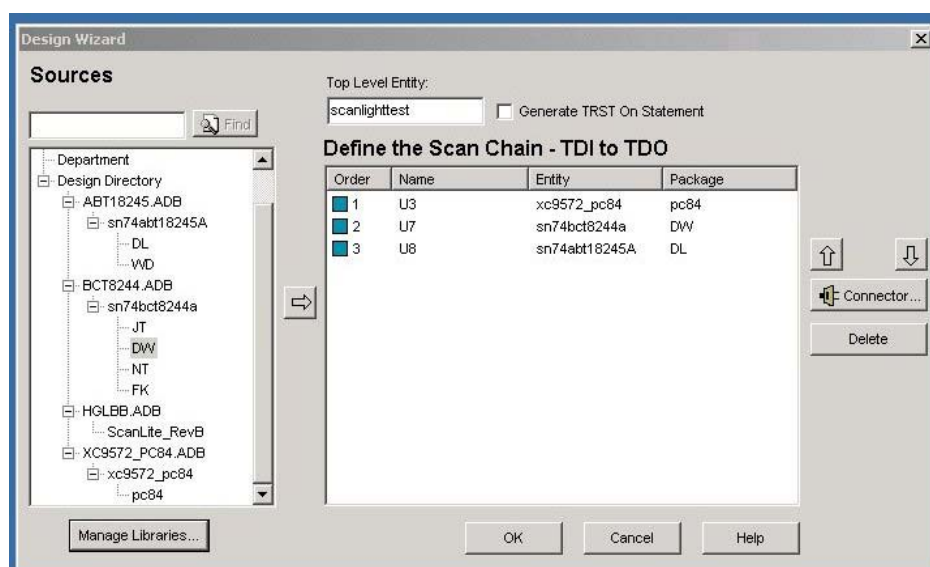 Design Wizard
Sources
Find
Department
Design Directory
ABT18245.ADB
sn74abt18245A
DL
WD
BCT8244.ADB
sn74bct8244a
JT
DW
NT
FK
HGLBB.ADB
ScanLite_RevB
XC9572_PC84.ADB
xc9572_pc84
pc84
Manage Libraries...
Top Level Entity:
scanlighttest
Generate TRST On Statement
Define the Scan Chain - TDI to TDO
Order Name Entity Package
1 U3 xc9572_pc84 pc84
2 U7 sn74bct8244a DW
3 U8 sn74abt18245A DL
Connector...
Delete
OK Cancel Help